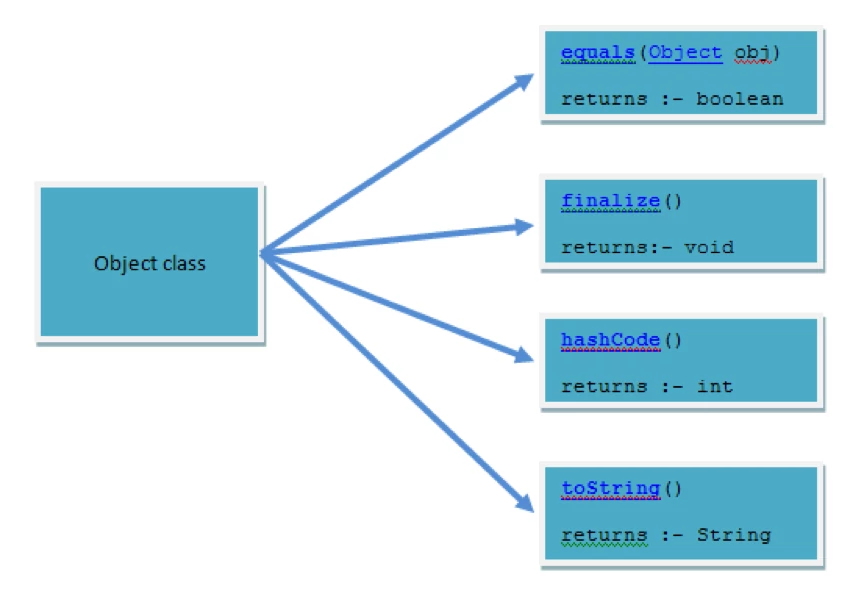 Object class
equals(Object obj)
returns :- boolean
finalize()
returns:- void
hashCode()
returns :- int
toString()
returns :- String